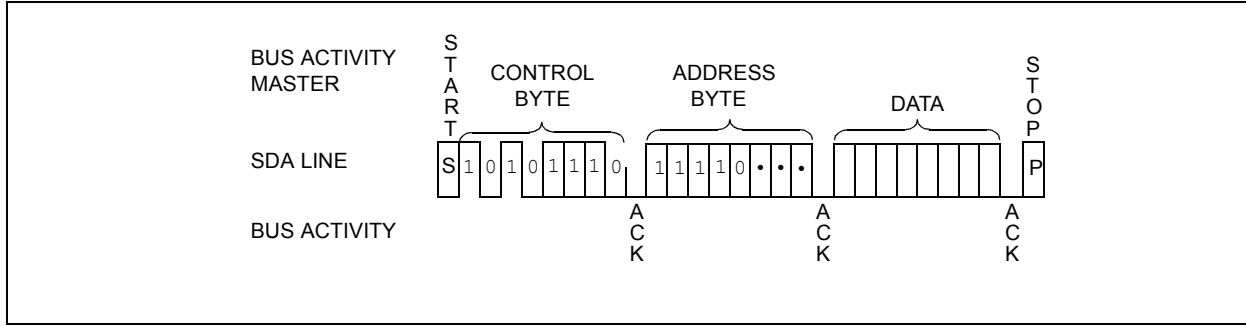 BUS ACTIVITY
MASTER
START
CONTROL
BYTE
ADDRESS
BYTE
DATA
STOP
SDA LINE
S 1 0 1 0 1 1 1 0 1 1 1 1 0 • • • P
BUS ACTIVITY
ACK
ACK
ACK